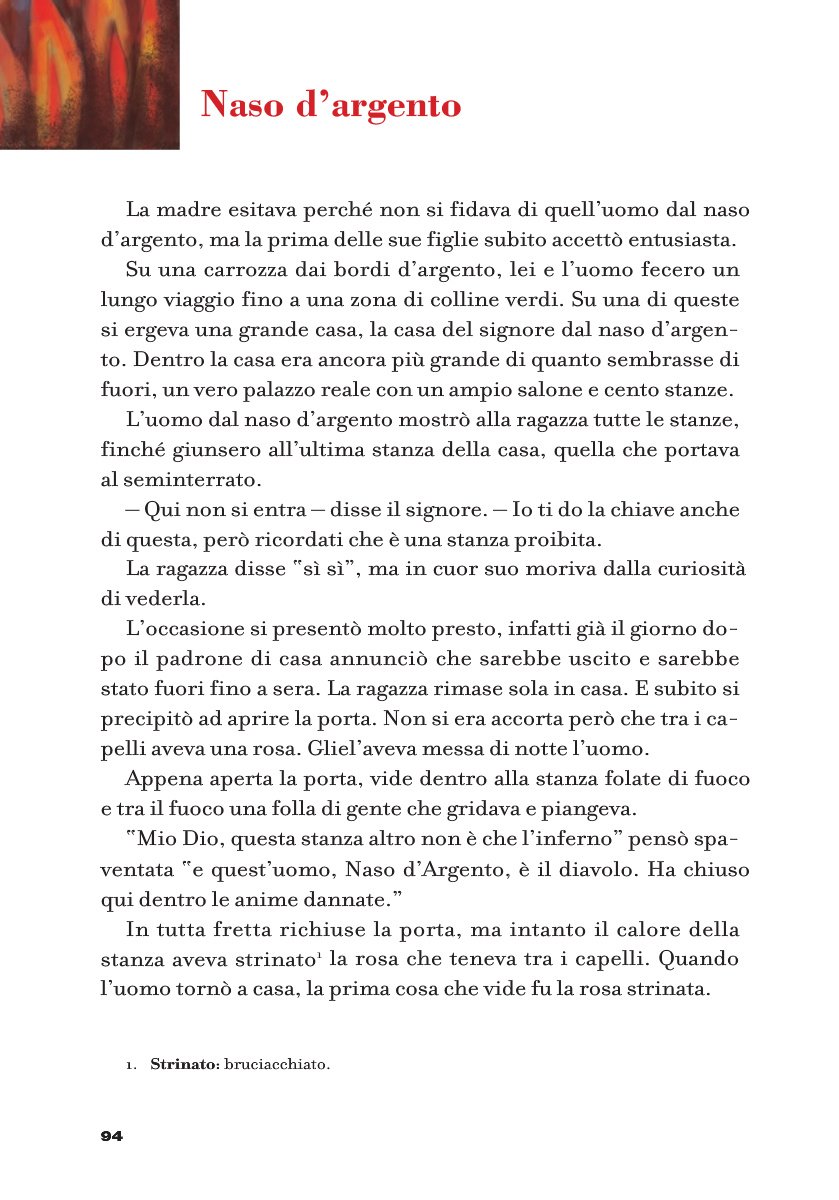 Naso d’argento
La madre esitava perché non si fidava di quell’uomo dal naso
d’argento, ma la prima delle sue figlie subito accettò entusiasta.
Su una carrozza dai bordi d’argento, lei e l’uomo fecero un
lungo viaggio fino a una zona di colline verdi. Su una di queste
si ergeva una grande casa, la casa del signore dal naso d’argen-
to. Dentro la casa era ancora più grande di quanto sembrasse di
fuori, un vero palazzo reale con un ampio salone e cento stanze.
L’uomo dal naso d’argento mostrò alla ragazza tutte le stanze,
finché giunsero all’ultima stanza della casa, quella che portava
al seminterrato.
— Qui non si entra — disse il signore. — Io ti do la chiave anche
di questa, però ricordati che è una stanza proibita.
La ragazza disse “sì sì”, ma in cuor suo moriva dalla curiosità
di vederla.
L’occasione si presentò molto presto, infatti già il giorno do-
po il padrone di casa annunciò che sarebbe uscito e sarebbe
stato fuori fino a sera. La ragazza rimase sola in casa. E subito si
precipitò ad aprire la porta. Non si era accorta però che tra i ca-
pelli aveva una rosa. Gliel’aveva messa di notte l’uomo.
Appena aperta la porta, vide dentro alla stanza folate di fuoco
e tra il fuoco una folla di gente che gridava e piangeva.
“Mio Dio, questa stanza altro non è che l’inferno” pensò spa-
ventata “e quest’uomo, Naso d’Argento, è il diavolo. Ha chiuso
qui dentro le anime dannate.”
In tutta fretta richiuse la porta, ma intanto il calore della
stanza aveva strinato¹ la rosa che teneva tra i capelli. Quando
l’uomo tornò a casa, la prima cosa che vide fu la rosa strinata.
1. Strinato: bruciacchiato.
94